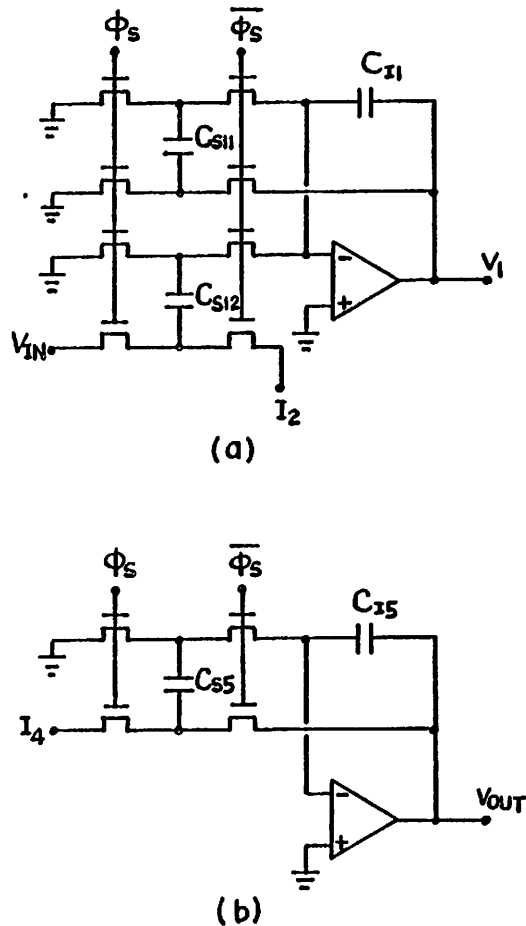 ϕS
ϕS̅
CI1
CS11
-
CS12
+
V1
VIN
I2
(a)
ϕS
ϕS̅
CI5
CS5
I4
-
+
VOUT
(b)